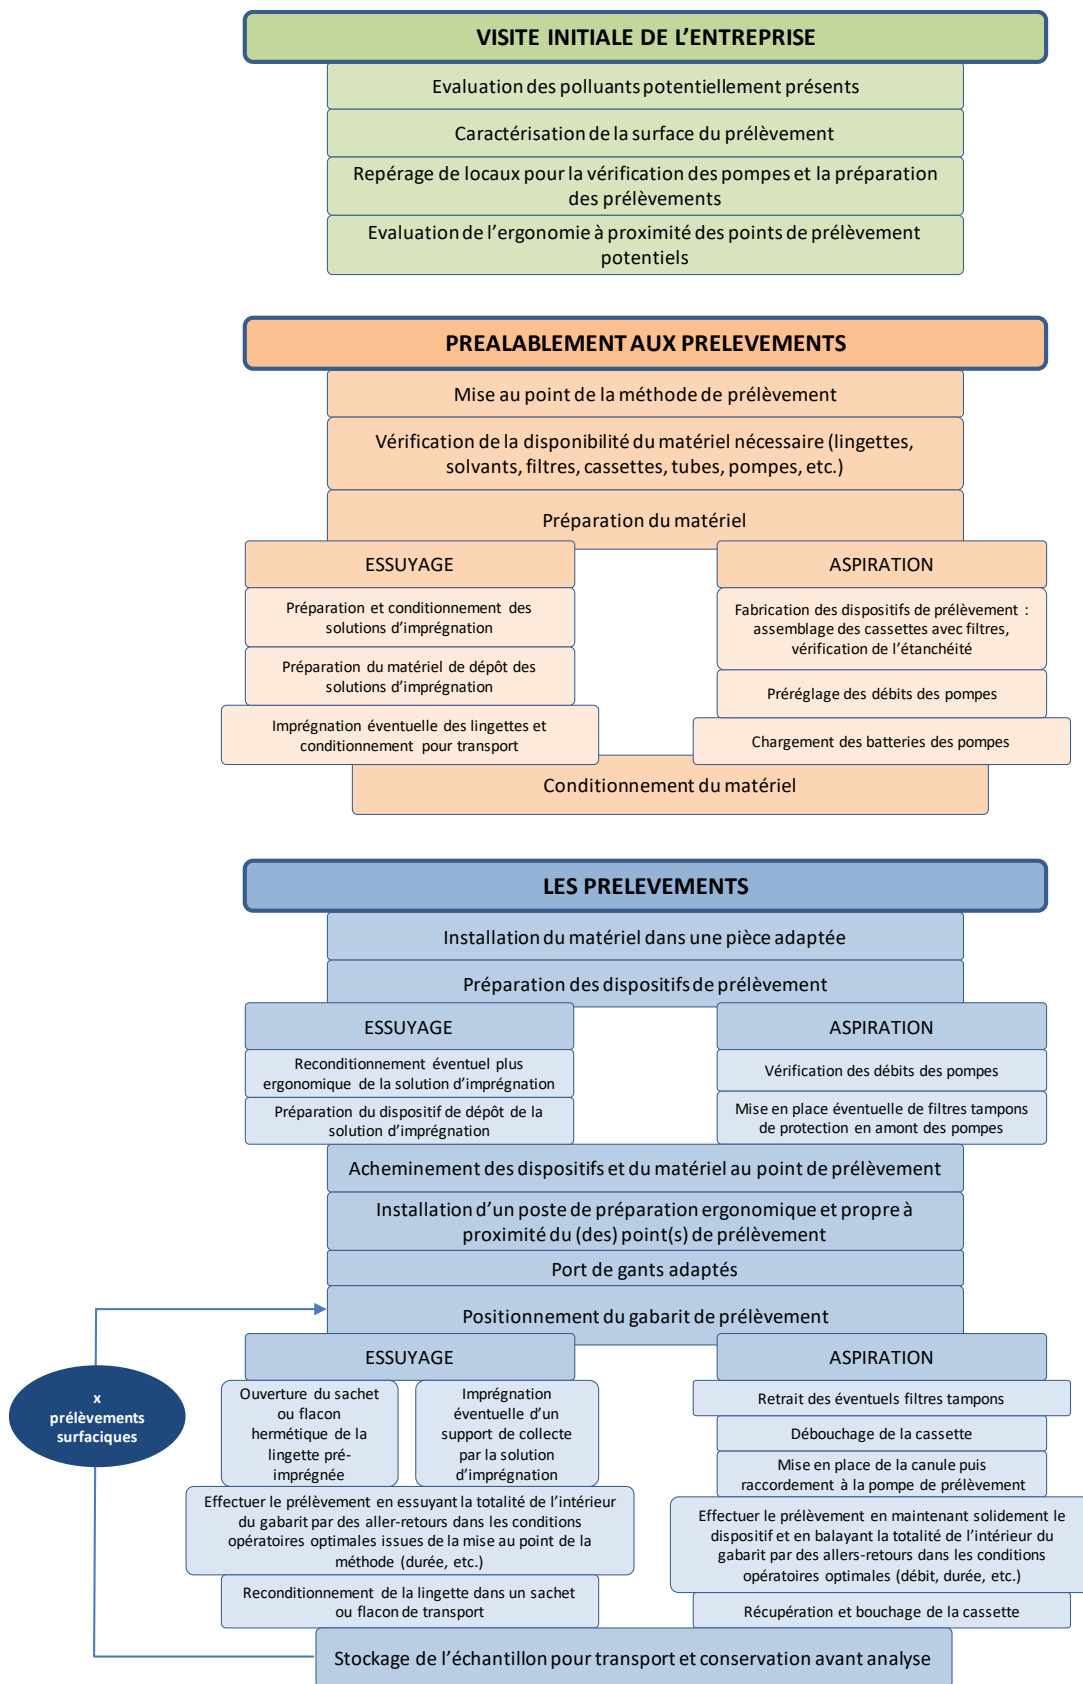 VISITE INITIALE DE L'ENTREPRISE
Evaluation des polluants potentiellement présents
Caractérisation de la surface du prélèvement
Repérage de locaux pour la vérification des pompes et la préparation
des prélèvements
Evaluation de l'ergonomie à proximité des points de prélèvement
potentiels
PREALABLEMENT AUX PRELEVEMENTS
Mise au point de la méthode de prélèvement
Vérification de la disponibilité du matériel nécessaire (lingettes,
solvants, filtres, cassettes, tubes, pompes, etc.)
Préparation du matériel
ESSUYAGE
Préparation et conditionnement des
solutions d'imprégnation
Préparation du matériel de dépôt des
solutions d'imprégnation
Imprégnation éventuelle des lingettes et
conditionnement pour transport
ASPIRATION
Fabrication des dispositifs de prélèvement :
assemblage des cassettes avec filtres,
vérification de l'étanchéité
Préréglage des débits des pompes
Chargement des batteries des pompes
Conditionnement du matériel
LES PRELEVEMENTS
Installation du matériel dans une pièce adaptée
Préparation des dispositifs de prélèvement
ESSUYAGE
Reconditionnement éventuel plus
ergonomique de la solution d'imprégnation
Préparation du dispositif de dépôt de la
solution d'imprégnation
ASPIRATION
Vérification des débits des pompes
Mise en place éventuelle de filtres tampons
de protection en amont des pompes
Acheminement des dispositifs et du matériel au point de prélèvement
Installation d'un poste de préparation ergonomique et propre à
proximité du (des) point(s) de prélèvement
Port de gants adaptés
Positionnement du gabarit de prélèvement
x
prélèvements
surfaciques
ESSUYAGE
Ouverture du sachet
ou flacon
hermétique de la
lingette pré-
imprégnée
Imprégnation
éventuelle d'un
support de collecte
par la solution
d'imprégnation
Effectuer le prélèvement en essuyant la totalité de l'intérieur
du gabarit par des aller-retours dans les conditions
opératoires optimales issues de la mise au point de la
méthode (durée, etc.)
Reconditionnement de la lingette dans un sachet
ou flacon de transport
ASPIRATION
Retrait des éventuels filtres tampons
Débouchage de la cassette
Mise en place de la canule puis
raccordement à la pompe de prélèvement
Effectuer le prélèvement en maintenant solidement le
dispositif et en balayant la totalité de l'intérieur du
gabarit par des allers-retours dans les conditions
opératoires optimales (débit, durée, etc.)
Récupération et bouchage de la cassette
Stockage de l'échantillon pour transport et conservation avant analyse